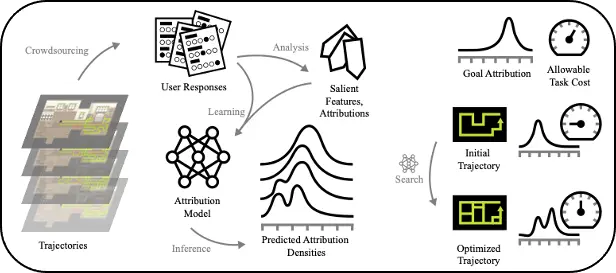 Crowdsourcing
User Responses
Analysis
Salient
Features,
Attributions
Learning
Trajectories
Attribution
Model
Inference
Predicted Attribution
Densities
Goal Attribution
Allowable
Task Cost
Initial
Trajectory
Search
Optimized
Trajectory